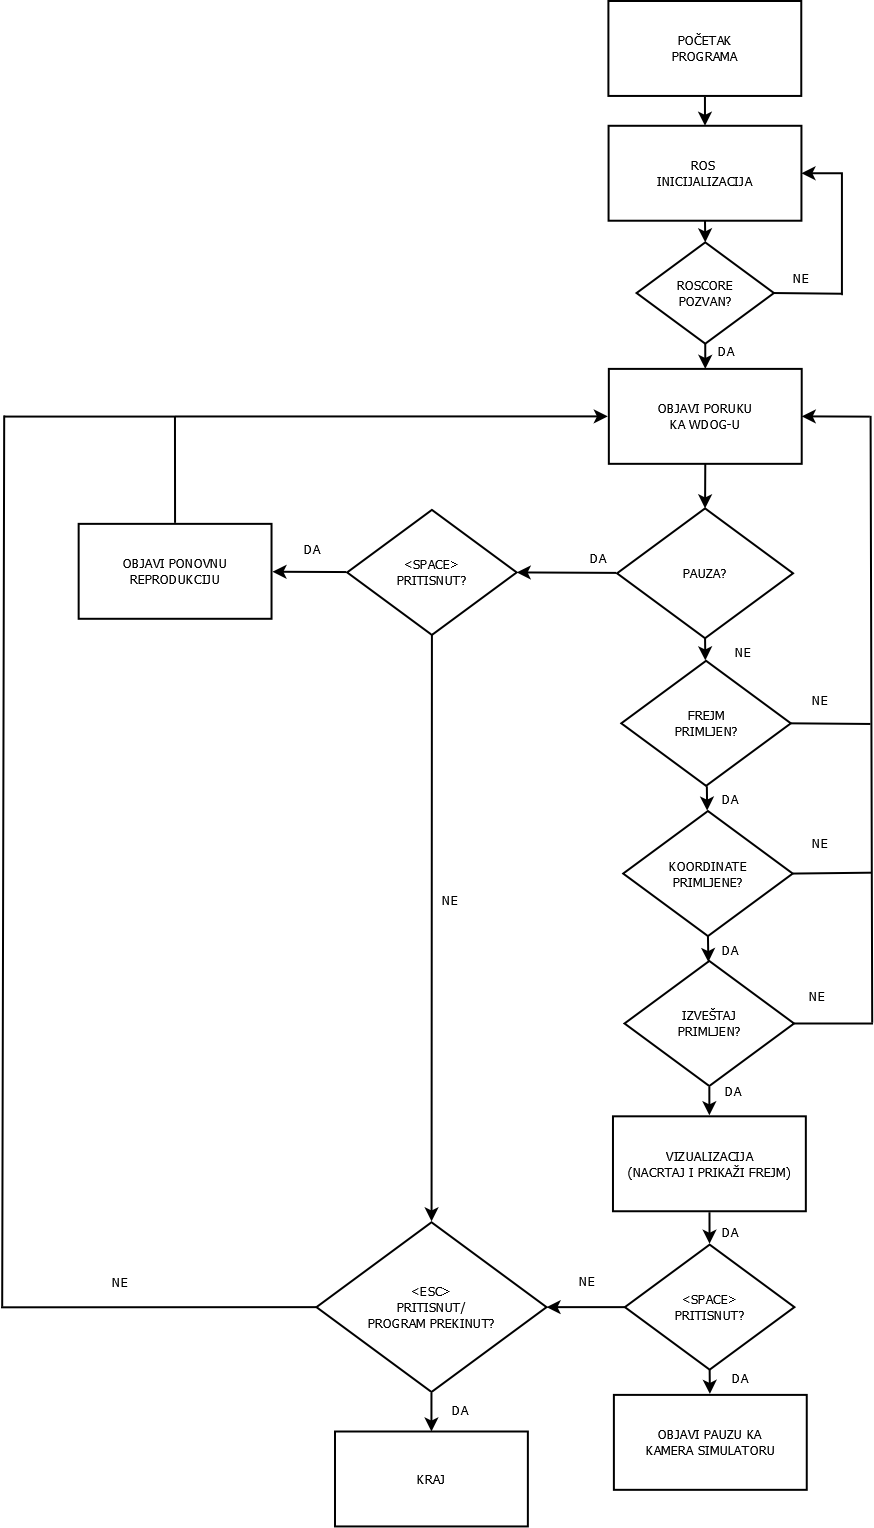 POČETAK
PROGRAMA
ROS
INICIJALIZACIJA
ROSCORE
POZVAN?
NE
DA
OBJAVI PORUKU
KA WDOG-U
PAUZA?
DA
<SPACE>
PRITISNUT?
DA
OBJAVI PONOVNU
REPRODUKCIJU
NE
FREJM
PRIMLJEN?
NE
DA
KOORDINATE
PRIMLJENE?
NE
NE
DA
IZVEŠTAJ
PRIMLJEN?
NE
DA
VIZUALIZACIJA
(NACRTAJ I PRIKAŽI FREJM)
DA
<SPACE>
PRITISNUT?
NE
<ESC>
PRITISNUT/
PROGRAM PREKINUT?
NE
DA
OBJAVI PAUZU KA
KAMERA SIMULATORU
DA
KRAJ